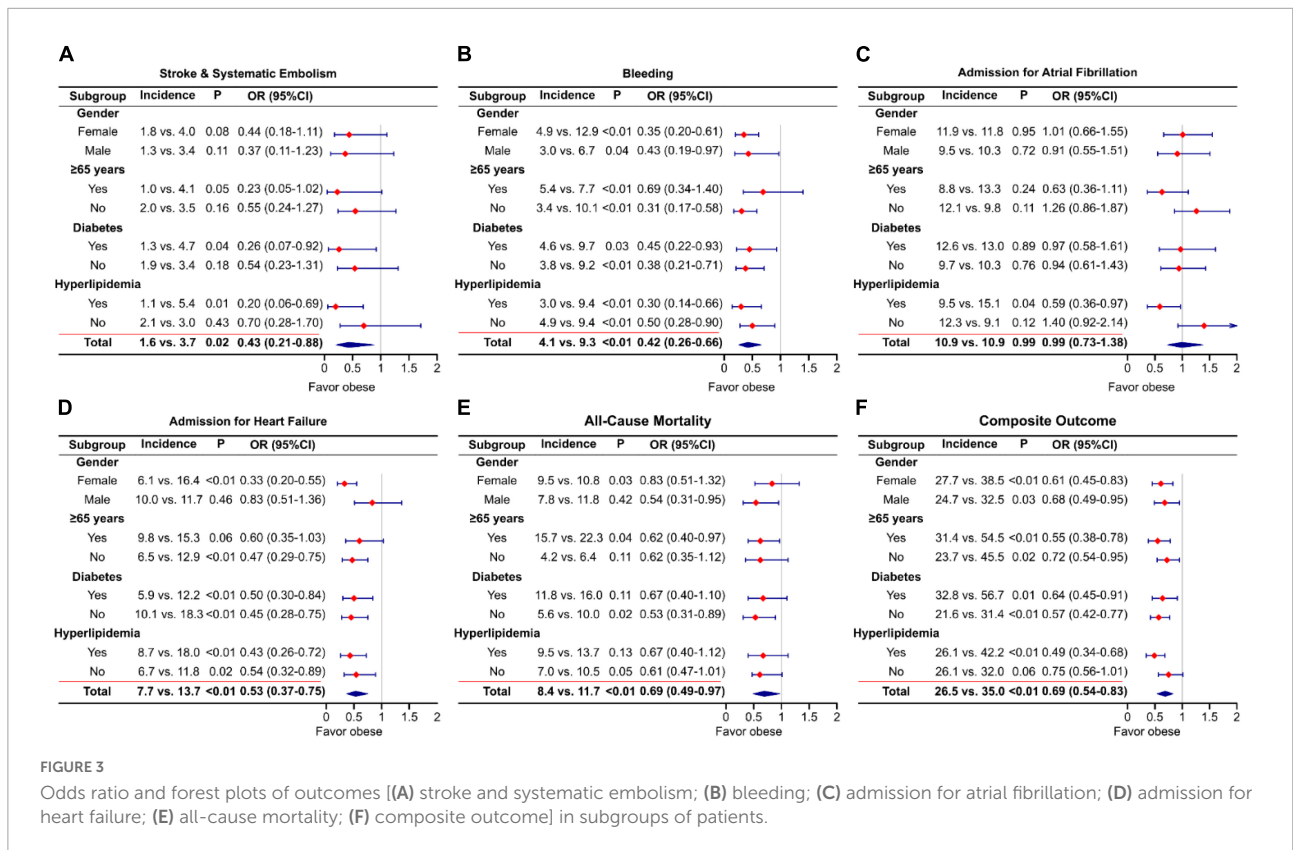 A
Stroke & Systematic Embolism
Subgroup Incidence P OR (95%CI)
Gender
Female 1.8 vs. 4.0 0.08 0.44 (0.18-1.11)
Male 1.3 vs. 3.4 0.11 0.37 (0.11-1.23)
≥65 years
Yes 1.0 vs. 4.1 0.05 0.23 (0.05-1.02)
No 2.0 vs. 3.5 0.16 0.55 (0.24-1.27)
Diabetes
Yes 1.3 vs. 4.7 0.04 0.26 (0.07-0.92)
No 1.9 vs. 3.4 0.18 0.54 (0.23-1.31)
Hyperlipidemia
Yes 1.1 vs. 5.4 0.01 0.20 (0.06-0.69)
No 2.1 vs. 3.0 0.43 0.70 (0.28-1.70)
Total 1.6 vs. 3.7 0.02 0.43 (0.21-0.88)
0 0.5 1 1.5 2
Favor obese
B
Bleeding
Subgroup Incidence P OR (95%CI)
Gender
Female 4.9 vs. 12.9 <0.01 0.35 (0.20-0.61)
Male 3.0 vs. 6.7 0.04 0.43 (0.19-0.97)
≥65 years
Yes 5.4 vs. 7.7 <0.01 0.69 (0.34-1.40)
No 3.4 vs. 10.1 <0.01 0.31 (0.17-0.58)
Diabetes
Yes 4.6 vs. 9.7 0.03 0.45 (0.22-0.93)
No 3.8 vs. 9.2 <0.01 0.38 (0.21-0.71)
Hyperlipidemia
Yes 3.0 vs. 9.4 <0.01 0.30 (0.14-0.66)
No 4.9 vs. 9.4 <0.01 0.50 (0.28-0.90)
Total 4.1 vs. 9.3 <0.01 0.42 (0.26-0.66)
0 0.5 1 1.5 2
Favor obese
C
Admission for Atrial Fibrillation
Subgroup Incidence P OR (95%CI)
Gender
Female 11.9 vs. 11.8 0.95 1.01 (0.66-1.55)
Male 9.5 vs. 10.3 0.72 0.91 (0.55-1.51)
≥65 years
Yes 8.8 vs. 13.3 0.24 0.63 (0.36-1.11)
No 12.1 vs. 9.8 0.11 1.26 (0.86-1.87)
Diabetes
Yes 12.6 vs. 13.0 0.89 0.97 (0.58-1.61)
No 9.7 vs. 10.3 0.76 0.94 (0.61-1.43)
Hyperlipidemia
Yes 9.5 vs. 15.1 0.04 0.59 (0.36-0.97)
No 12.3 vs. 9.1 0.12 1.40 (0.92-2.14)
Total 10.9 vs. 10.9 0.99 0.99 (0.73-1.38)
0 0.5 1 1.5 2
Favor obese
D
Admission for Heart Failure
Subgroup Incidence P OR (95%CI)
Gender
Female 6.1 vs. 16.4 <0.01 0.33 (0.20-0.55)
Male 10.0 vs. 11.7 0.46 0.83 (0.51-1.36)
≥65 years
Yes 9.8 vs. 15.3 0.06 0.60 (0.35-1.03)
No 6.5 vs. 12.9 <0.01 0.47 (0.29-0.75)
Diabetes
Yes 5.9 vs. 12.2 <0.01 0.50 (0.30-0.84)
No 10.1 vs. 18.3 <0.01 0.45 (0.28-0.75)
Hyperlipidemia
Yes 8.7 vs. 18.0 <0.01 0.43 (0.26-0.72)
No 6.7 vs. 11.8 0.02 0.54 (0.32-0.89)
Total 7.7 vs. 13.7 <0.01 0.53 (0.37-0.75)
0 0.5 1 1.5 2
Favor obese
E
All-Cause Mortality
Subgroup Incidence P OR (95%CI)
Gender
Female 9.5 vs. 10.8 0.03 0.83 (0.51-1.32)
Male 7.8 vs. 11.8 0.42 0.54 (0.31-0.95)
≥65 years
Yes 15.7 vs. 22.3 0.04 0.62 (0.40-0.97)
No 4.2 vs. 6.4 0.11 0.62 (0.35-1.12)
Diabetes
Yes 11.8 vs. 16.0 0.11 0.67 (0.40-1.10)
No 5.6 vs. 10.0 0.02 0.53 (0.31-0.89)
Hyperlipidemia
Yes 9.5 vs. 13.7 0.13 0.67 (0.40-1.12)
No 7.0 vs. 10.5 0.05 0.61 (0.47-1.01)
Total 8.4 vs. 11.7 <0.01 0.69 (0.49-0.97)
0 0.5 1 1.5 2
Favor obese
F
Composite Outcome
Subgroup Incidence P OR (95%CI)
Gender
Female 27.7 vs. 38.5 <0.01 0.61 (0.45-0.83)
Male 24.7 vs. 32.5 0.03 0.68 (0.49-0.95)
≥65 years
Yes 31.4 vs. 54.5 <0.01 0.55 (0.38-0.78)
No 23.7 vs. 45.5 0.02 0.72 (0.54-0.95)
Diabetes
Yes 32.8 vs. 56.7 0.01 0.64 (0.45-0.91)
No 21.6 vs. 31.4 <0.01 0.57 (0.42-0.77)
Hyperlipidemia
Yes 26.1 vs. 42.2 <0.01 0.49 (0.34-0.68)
No 26.1 vs. 32.0 0.06 0.75 (0.56-1.01)
Total 26.5 vs. 35.0 <0.01 0.69 (0.54-0.83)
0 0.5 1 1.5 2
Favor obese
FIGURE 3
Odds ratio and forest plots of outcomes [(A) stroke and systematic embolism; (B) bleeding; (C) admission for atrial fibrillation; (D) admission for
heart failure; (E) all-cause mortality; (F) composite outcome] in subgroups of patients.